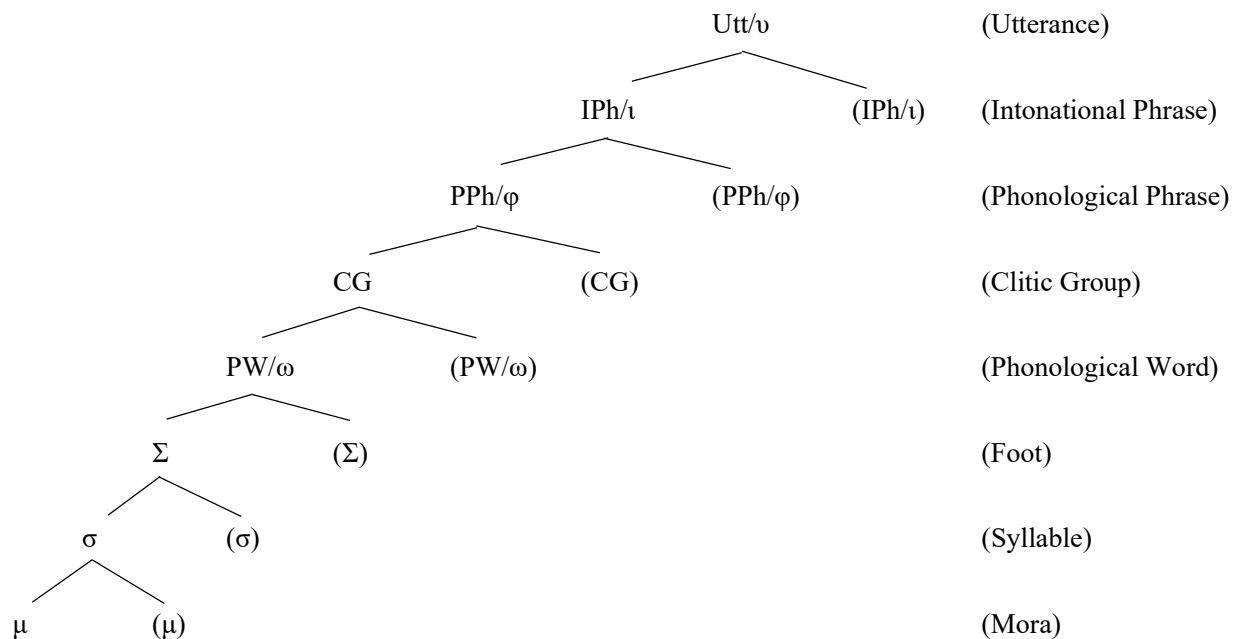 Utt/υ (Utterance)
IPh/ι (IPh/ι) (Intonational Phrase)
PPh/φ (PPh/φ) (Phonological Phrase)
CG (CG) (Clitic Group)
PW/ω (PW/ω) (Phonological Word)
Σ (Σ) (Foot)
σ (σ) (Syllable)
μ (μ) (Mora)